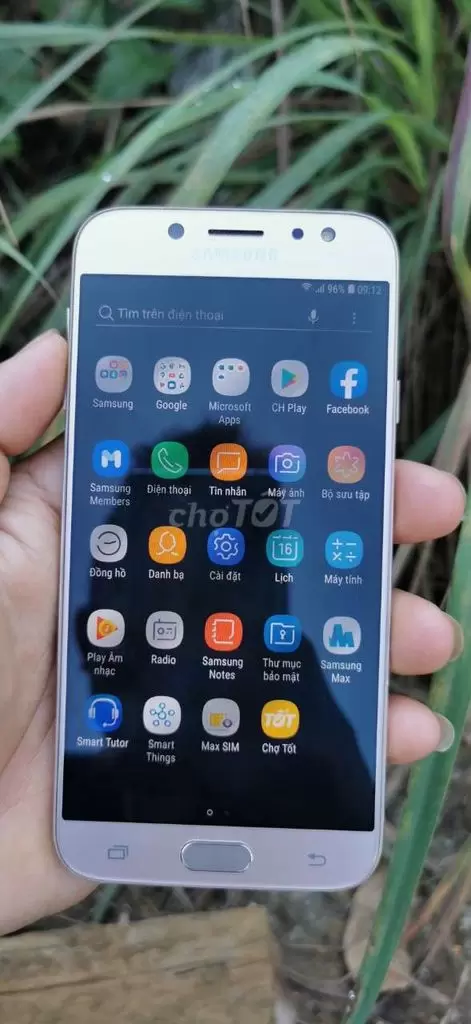 SAMSUNG
96% 09:12
Tìm trên điện thoại
Samsung
Google
Microsoft
Apps
CH Play
Facebook
Samsung
Members
Điện thoại
Tin nhắn
Máy ảnh
Bộ sưu tập
chợTỐT
Đồng hồ
Danh bạ
16
Cài đặt
Lịch
Máy tính
Play Âm
nhạc
Radio
Samsung
Notes
Thư mục
bảo mật
Samsung
Max
TỐT
Smart Tutor
Smart
Things
Max SIM
Chợ Tốt